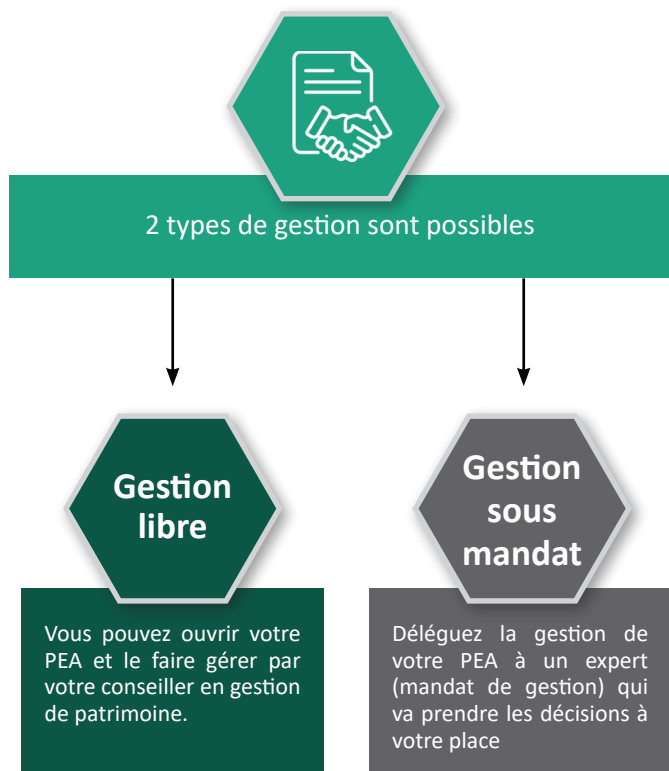 2 types de gestion sont possibles
Gestion
libre
Vous pouvez ouvrir votre
PEA et le faire gérer par
votre conseiller en gestion
de patrimoine.
Gestion
sous
mandat
Déléguez la gestion de
votre PEA à un expert
(mandat de gestion) qui
va prendre les décisions à
votre place